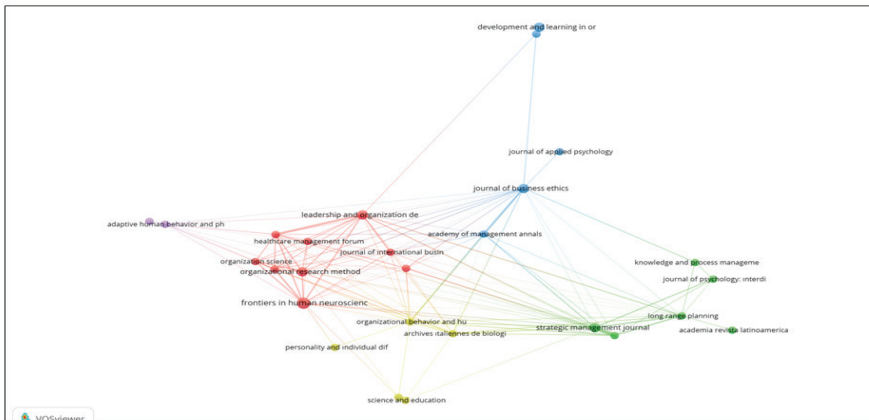 development and learning in or
journal of applied psychology
journal of business ethics
leadership and organization de
adaptive human behavior and ph
academy of management annals
healthcare management forum
journal of international busin
organization science
knowledge and process manageme
organizational research method
journal of psychology: interdi
frontiers in human neuroscienc
long range planning
organizational behavior and hu
strategic management journal
academia revista latinoamerica
archives italiennes de biologi
personality and individual dif
science and education
VOSviewer